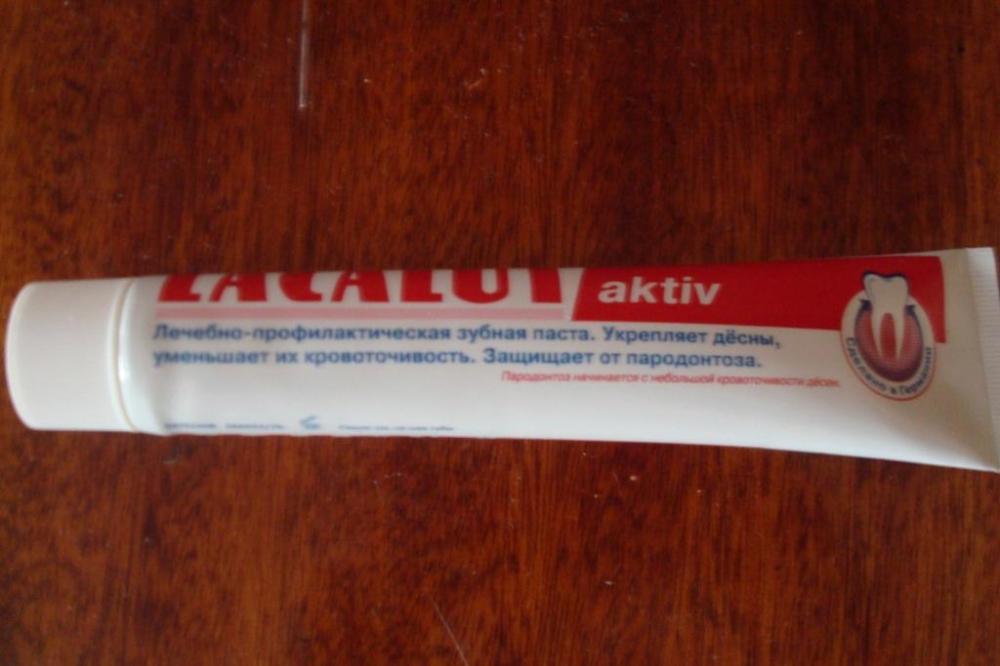 LACALUT aktiv
Лечебно-профилактическая зубная паста. Укрепляет дёсны,
уменьшает их кровоточивость. Защищает от пародонтоза.
Пародонтоз начинается с небольшой кровоточивости дёсен.
Сделано в Германии